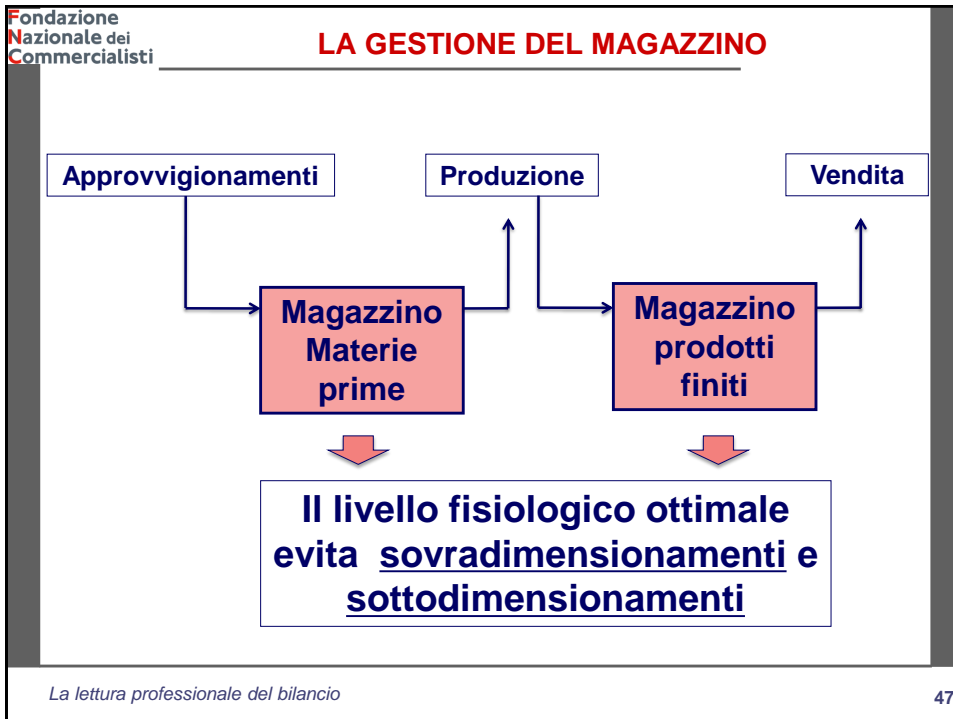 Fondazione
Nazionale dei
Commercialisti
LA GESTIONE DEL MAGAZZINO
Approvvigionamenti
Produzione
Vendita
Magazzino
Materie
prime
Magazzino
prodotti
finiti
Il livello fisiologico ottimale
evita sovradimensionamenti e
sottodimensionamenti
La lettura professionale del bilancio
47